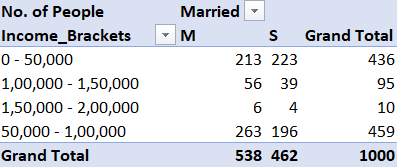 No. of People Married
Income_Brackets M S Grand Total
0 - 50,000 213 223 436
1,00,000 - 1,50,000 56 39 95
1,50,000 - 2,00,000 6 4 10
50,000 - 1,00,000 263 196 459
Grand Total 538 462 1000